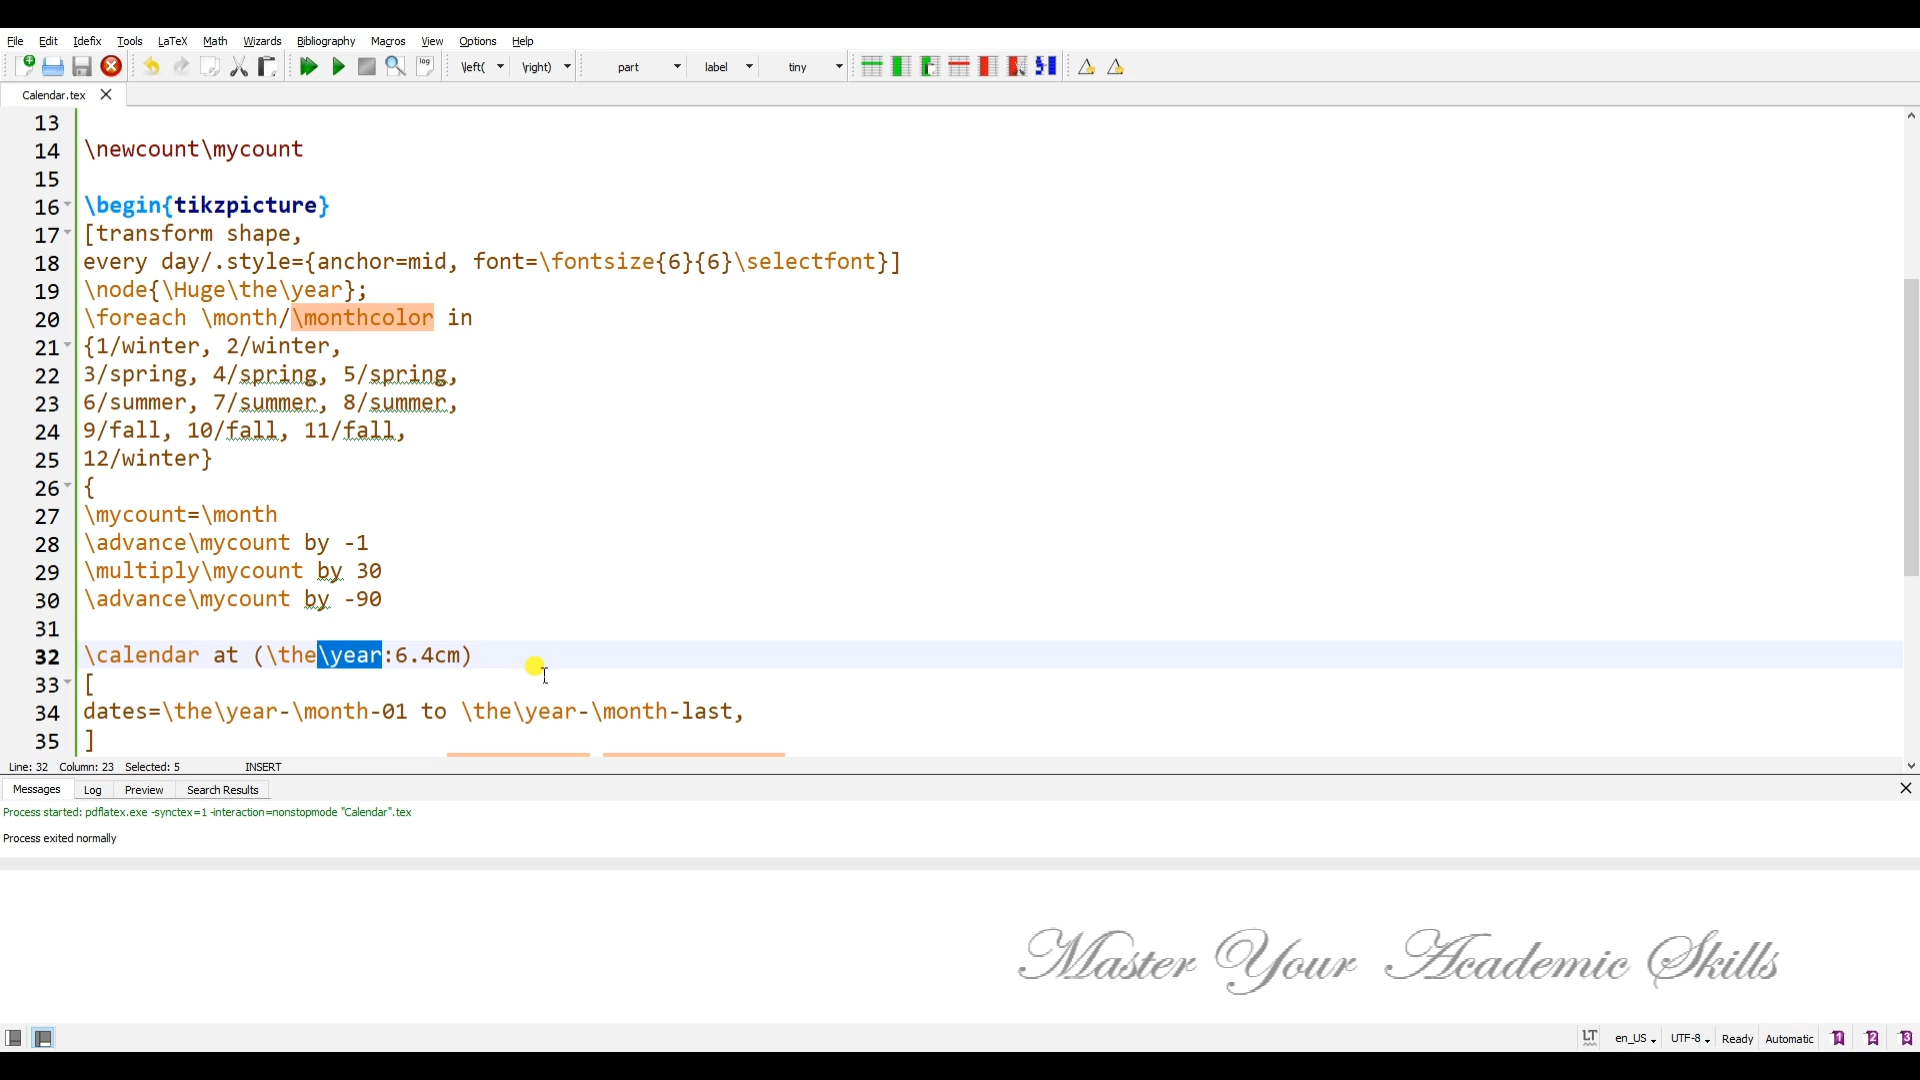 File Edit Idefix Tools LaTeX Math Wizards Bibliography Macros View Options Help
log \left( \right) part label tiny
Calendar.tex
13
14 \newcount\mycount
15
16 \begin{tikzpicture}
17 [transform shape,
18 every day/.style={anchor=mid, font=\fontsize{6}{6}\selectfont}]
19 \node{\Huge\the\year};
20 \foreach \month/\monthcolor in
21 {1/winter, 2/winter,
22 3/spring, 4/spring, 5/spring,
23 6/summer, 7/summer, 8/summer,
24 9/fall, 10/fall, 11/fall,
25 12/winter}
26 {
27 \mycount=\month
28 \advance\mycount by -1
29 \multiply\mycount by 30
30 \advance\mycount by -90
31
32 \calendar at (\the\year:6.4cm)
33 [
34 dates=\the\year-\month-01 to \the\year-\month-last,
35 ]
Line: 32 Column: 23 Selected: 5 INSERT
Messages Log Preview Search Results
Process started: pdflatex.exe -synctex=1 -interaction=nonstopmode "Calendar".tex
Process exited normally
Master Your Academic Skills
LT en_US UTF-8 Ready Automatic 1 2 3